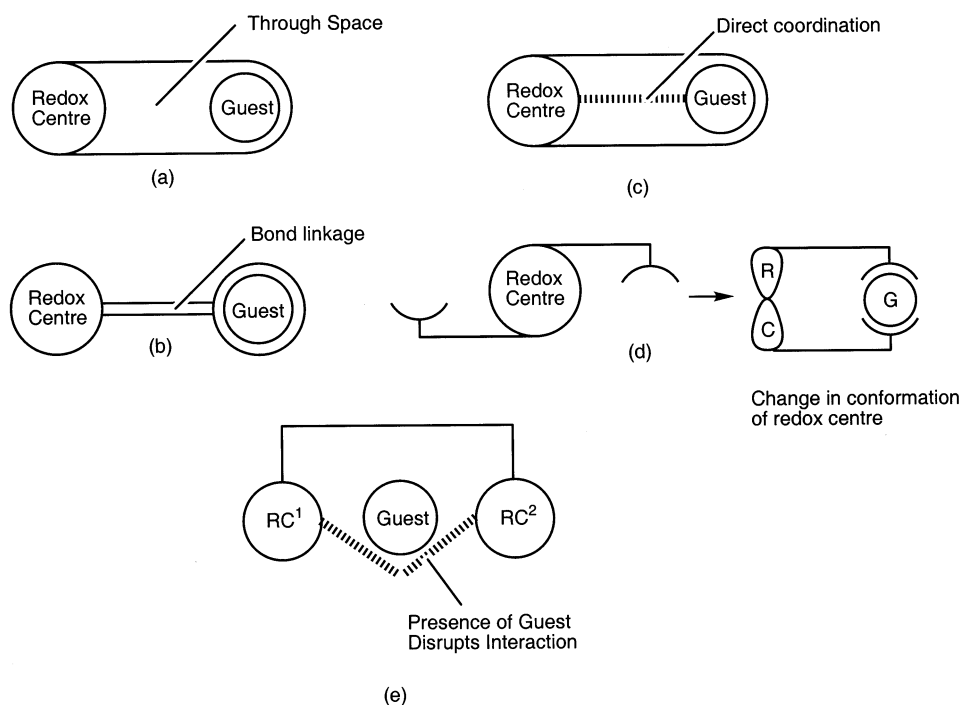 Through Space
Redox
Centre
Guest
(a)
Direct coordination
Redox
Centre
Guest
(c)
Bond linkage
Redox
Centre
Guest
(b)
Redox
Centre
(d)
R
C
G
Change in conformation
of redox centre
RC¹
Guest
RC²
Presence of Guest
Disrupts Interaction
(e)